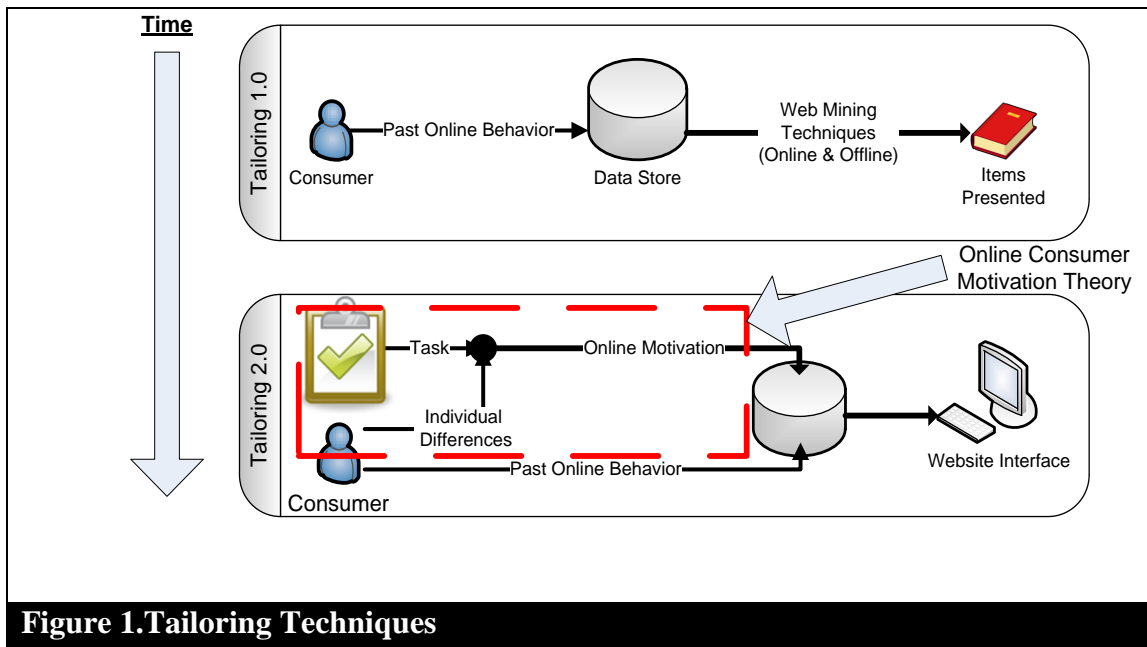 Time
Tailoring 1.0
Consumer
Past Online Behavior
Data Store
Web Mining
Techniques
(Online & Offline)
Items
Presented
Online Consumer
Motivation Theory
Tailoring 2.0
Task
Online Motivation
Individual
Differences
Consumer
Past Online Behavior
Website Interface
Figure 1.Tailoring Techniques